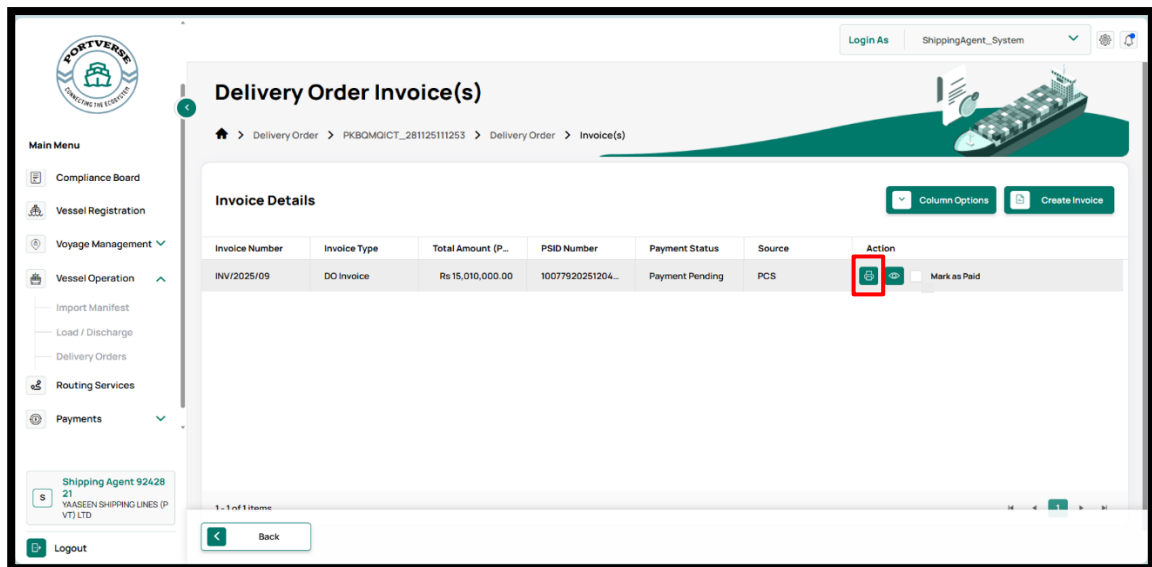 PORTVERSE
CONNECTING THE ECOSYSTEM
Login As ShippingAgent_System
Delivery Order Invoice(s)
Delivery Order > PKBQMQICT_281125111253 > Delivery Order > Invoice(s)
Main Menu
Compliance Board
Vessel Registration
Voyage Management
Vessel Operation
Import Manifest
Load / Discharge
Delivery Orders
Routing Services
Payments
S
Shipping Agent 92428
21
YAASEEN SHIPPING LINES (P
VT) LTD
Logout
Invoice Details
Column Options
Create Invoice
Invoice Number Invoice Type Total Amount (P... PSID Number Payment Status Source Action
INV/2025/09 DO Invoice Rs 15,010,000.00 10077920251204... Payment Pending PCS Mark as Paid
1 - 1 of 1 items
1
Back